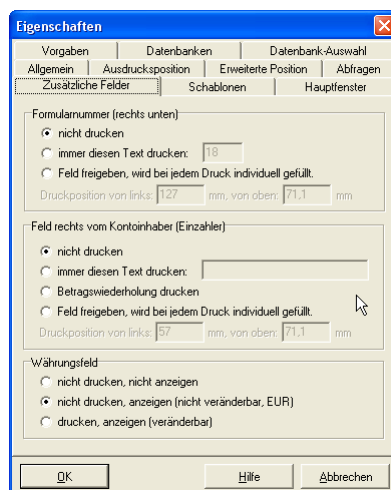 Eigenschaften
Vorgaben Datenbanken Datenbank-Auswahl
Allgemein Ausdrucksposition Erweiterte Position Abfragen
Zusätzliche Felder Schablonen Hauptfenster
Formularnummer (rechts unten)
nicht drucken
immer diesen Text drucken: 18
Feld freigeben, wird bei jedem Druck individuell gefüllt.
Druckposition von links: 127 mm, von oben: 71,1 mm
Feld rechts vom Kontoinhaber (Einzahler)
nicht drucken
immer diesen Text drucken:
Betragswiederholung drucken
Feld freigeben, wird bei jedem Druck individuell gefüllt.
Druckposition von links: 57 mm, von oben: 71,1 mm
Währungsfeld
nicht drucken, nicht anzeigen
nicht drucken, anzeigen (nicht veränderbar, EUR)
drucken, anzeigen (veränderbar)
OK Hilfe Abbrechen